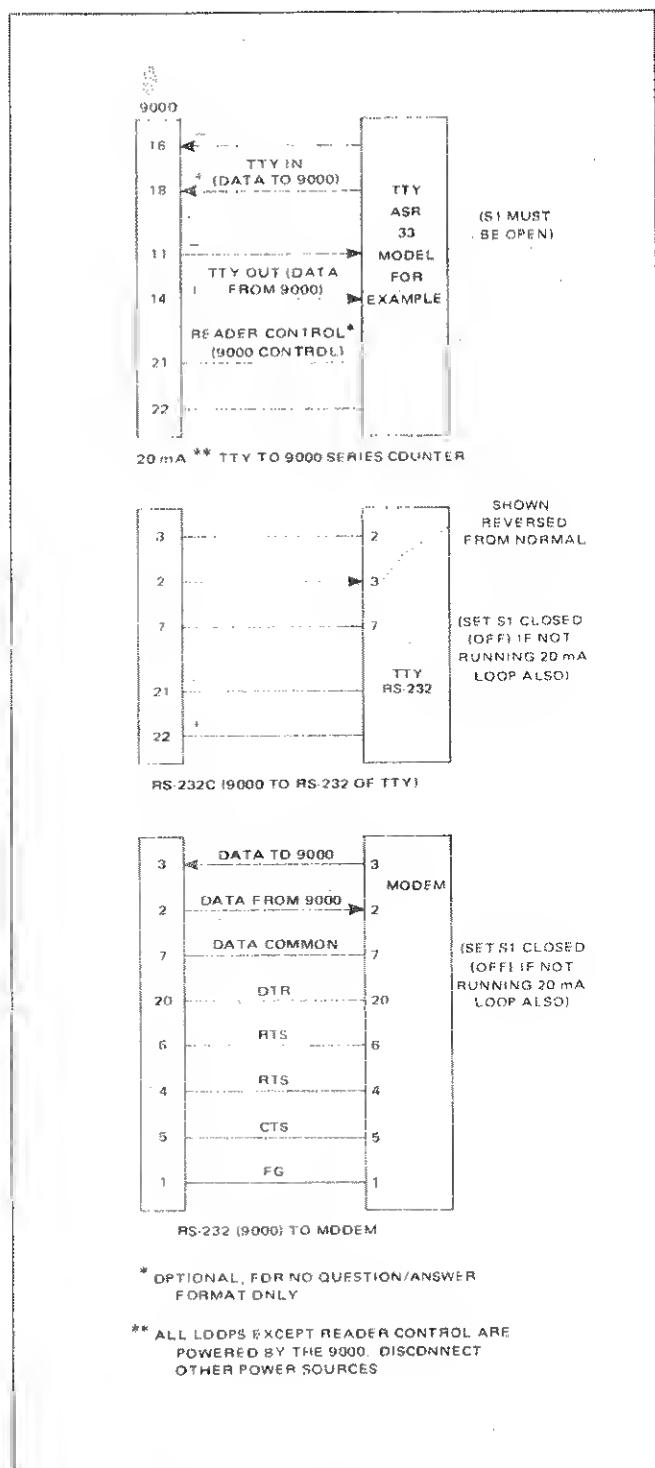 9000
16
TTY IN
(DATA TO 9000)
18
TTY
ASR
33
MODEL
FOR
EXAMPLE
(S1 MUST
BE OPEN)
11
TTY OUT (DATA
FROM 9000)
14
READER CONTROL*
(9000 CONTROL)
21
22
20 mA ** TTY TO 9000 SERIES COUNTER
SHOWN
REVERSED
FROM NORMAL
3 2
2 3
7 7
(SET S1 CLOSED
(OFF) IF NOT
RUNNING 20 mA
LOOP ALSO)
TTY
RS-232
21
22 +
RS-232C (9000 TO RS-232 OF TTY)
3 DATA TO 9000 3
MODEM
2 DATA FROM 9000 2
7 DATA COMMON 7
(SET S1 CLOSED
(OFF) IF NOT
RUNNING 20 mA
LOOP ALSO)
20 DTR 20
6 RTS 6
4 RTS 4
5 CTS 5
1 FG 1
RS-232 (9000) TO MODEM
* OPTIONAL, FOR NO QUESTION/ANSWER
FORMAT ONLY
** ALL LOOPS EXCEPT READER CONTROL ARE
POWERED BY THE 9000. DISCONNECT
OTHER POWER SOURCES